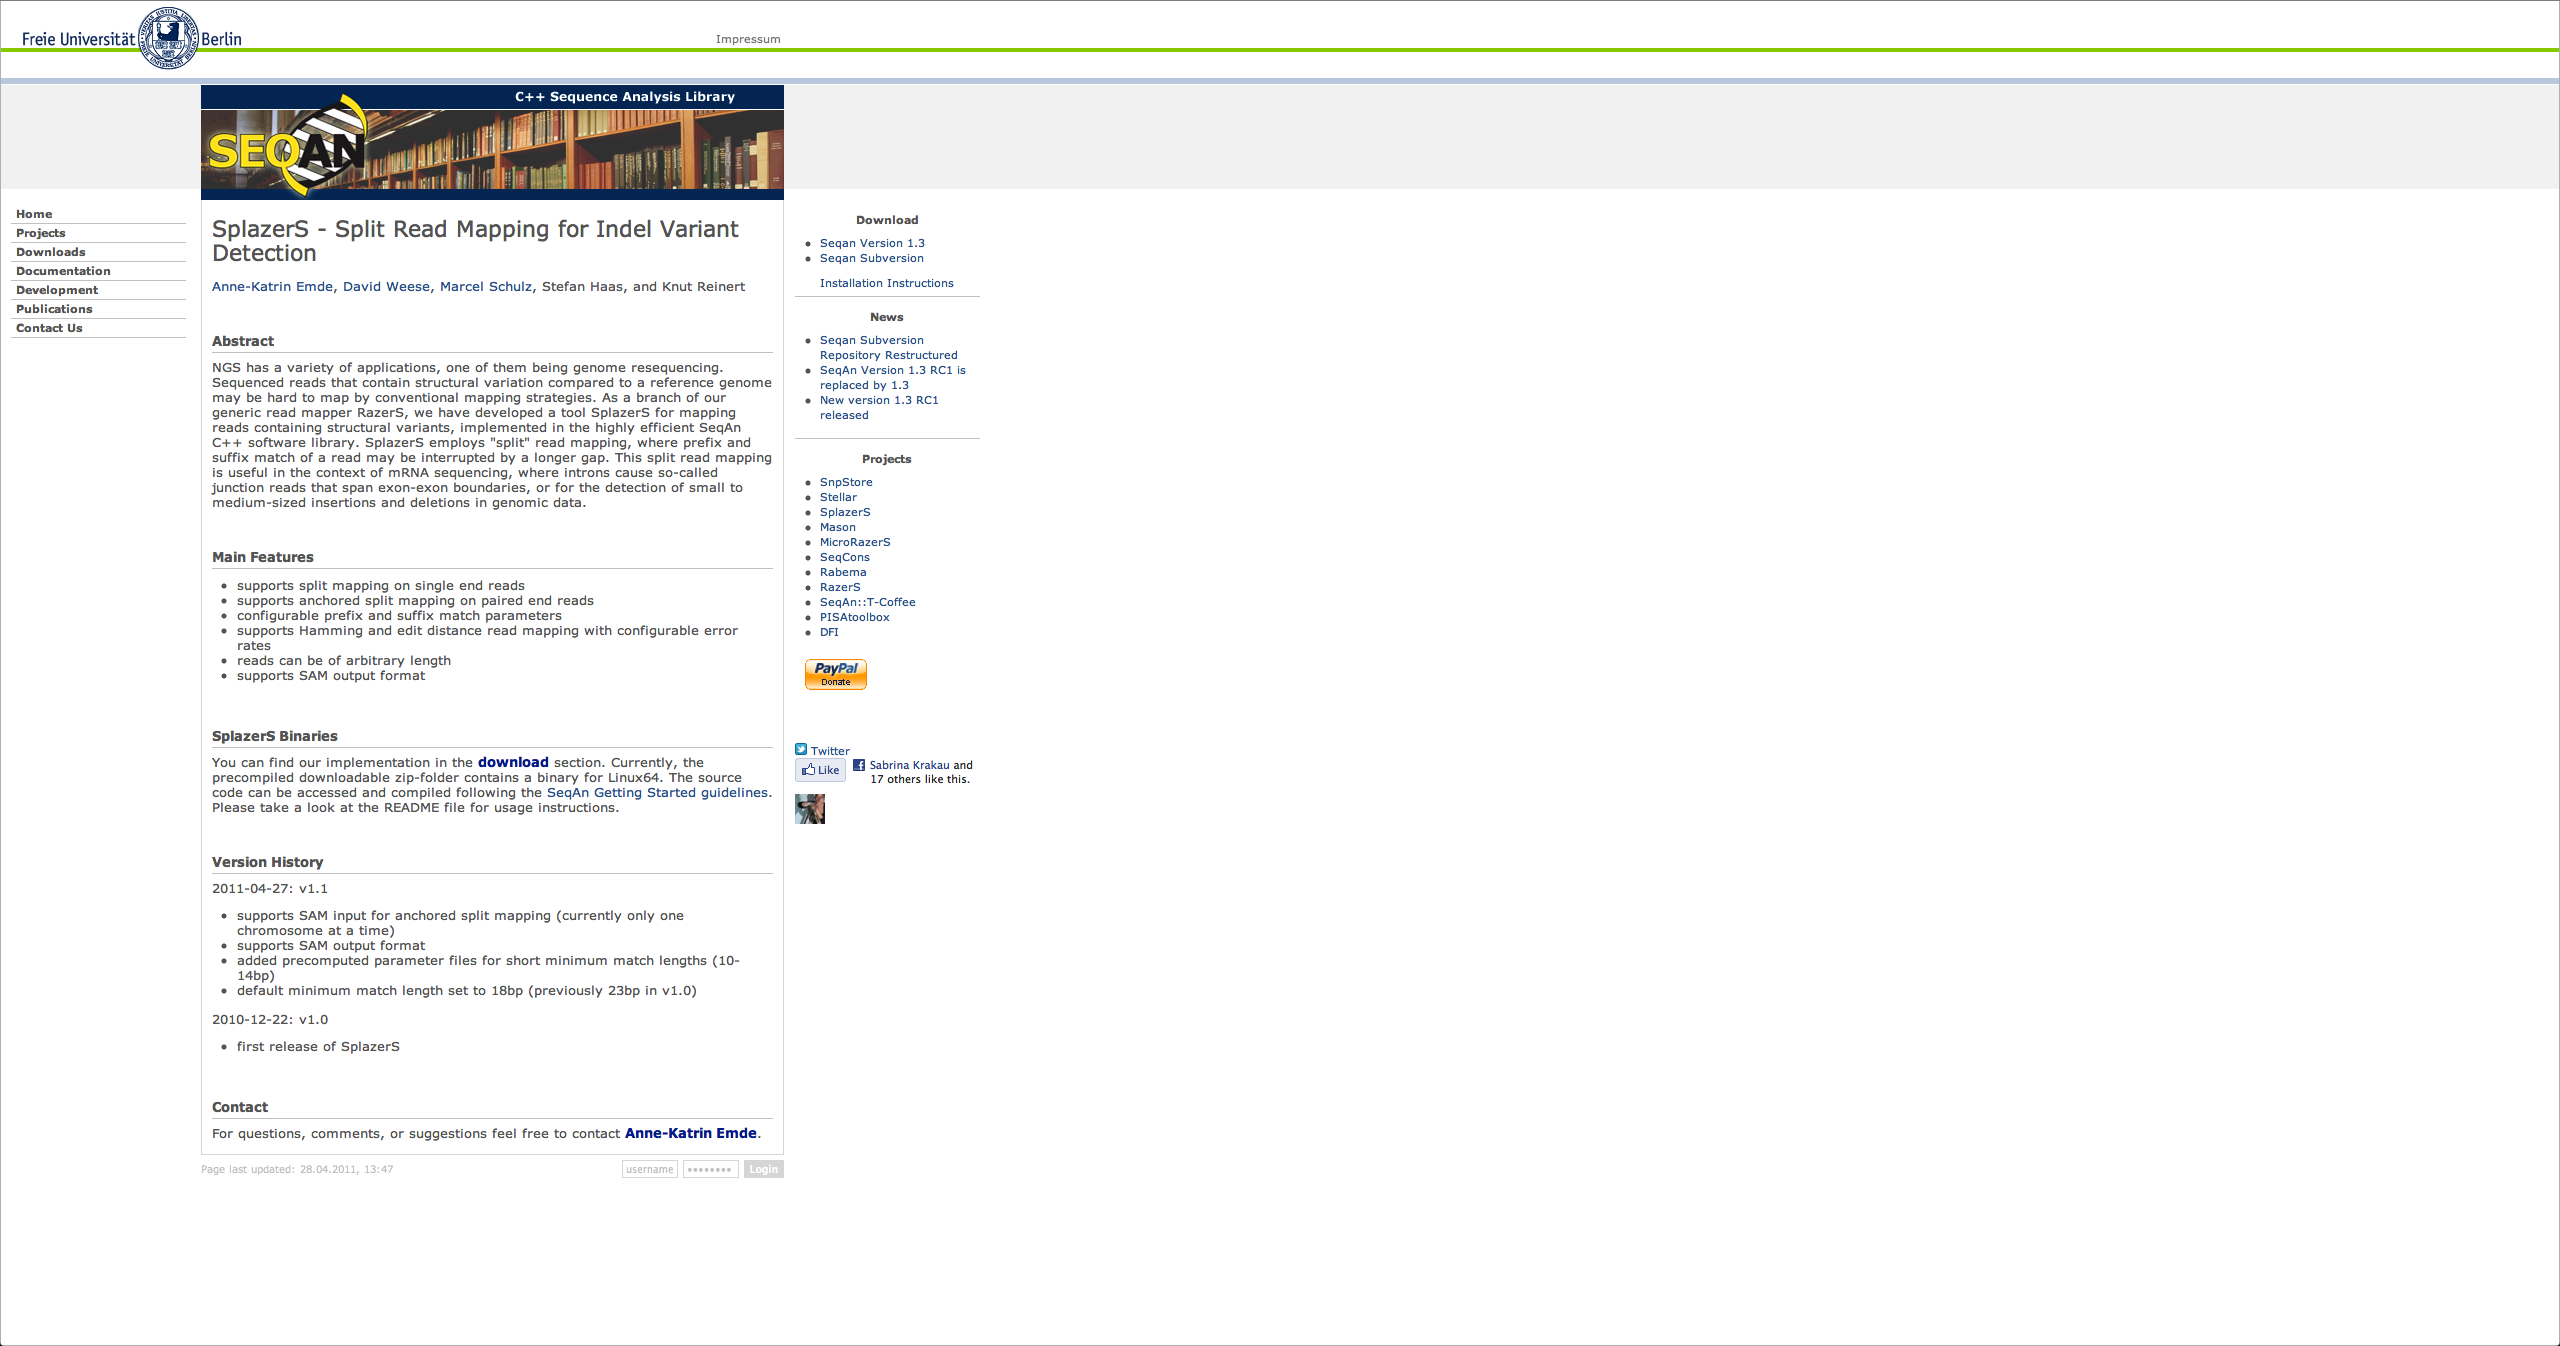 Freie Universität Berlin
Impressum
C++ Sequence Analysis Library
SEQAN
Home
Projects
Downloads
Documentation
Development
Publications
Contact Us
SplazerS - Split Read Mapping for Indel Variant
Detection
Anne-Katrin Emde, David Weese, Marcel Schulz, Stefan Haas, and Knut Reinert
Abstract
NGS has a variety of applications, one of them being genome resequencing.
Sequenced reads that contain structural variation compared to a reference genome
may be hard to map by conventional mapping strategies. As a branch of our
generic read mapper RazerS, we have developed a tool SplazerS for mapping
reads containing structural variants, implemented in the highly efficient SeqAn
C++ software library. SplazerS employs "split" read mapping, where prefix and
suffix match of a read may be interrupted by a longer gap. This split read mapping
is useful in the context of mRNA sequencing, where introns cause so-called
junction reads that span exon-exon boundaries, or for the detection of small to
medium-sized insertions and deletions in genomic data.
Main Features
supports split mapping on single end reads
supports anchored split mapping on paired end reads
configurable prefix and suffix match parameters
supports Hamming and edit distance read mapping with configurable error
rates
reads can be of arbitrary length
supports SAM output format
SplazerS Binaries
You can find our implementation in the download section. Currently, the
precompiled downloadable zip-folder contains a binary for Linux64. The source
code can be accessed and compiled following the SeqAn Getting Started guidelines.
Please take a look at the README file for usage instructions.
Version History
2011-04-27: v1.1
supports SAM input for anchored split mapping (currently only one
chromosome at a time)
supports SAM output format
added precomputed parameter files for short minimum match lengths (10-
14bp)
default minimum match length set to 18bp (previously 23bp in v1.0)
2010-12-22: v1.0
first release of SplazerS
Contact
For questions, comments, or suggestions feel free to contact Anne-Katrin Emde.
Page last updated: 28.04.2011, 13:47
username •••••••• Login
Download
Seqan Version 1.3
Seqan Subversion
Installation Instructions
News
Seqan Subversion
Repository Restructured
SeqAn Version 1.3 RC1 is
replaced by 1.3
New version 1.3 RC1
released
Projects
SnpStore
Stellar
SplazerS
Mason
MicroRazerS
SeqCons
Rabema
RazerS
SeqAn::T-Coffee
PISAtoolbox
DFI
PayPal
Donate
Twitter
Like
Sabrina Krakau and
17 others like this.